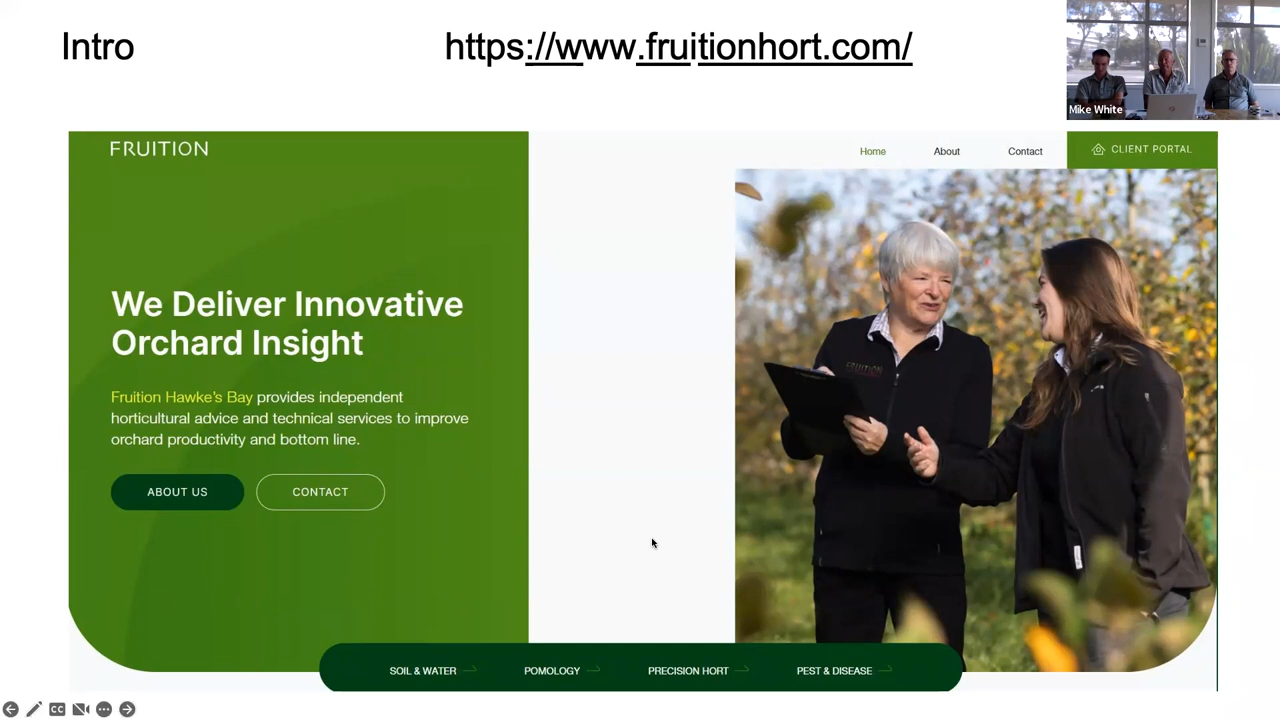 Intro
https://www.fruitionhort.com/
Mike White
FRUITION
Home
About
Contact
CLIENT PORTAL
We Deliver Innovative
Orchard Insight
Fruition Hawke's Bay provides independent
horticultural advice and technical services to improve
orchard productivity and bottom line.
ABOUT US
CONTACT
FRUITION
SOIL & WATER
POMOLOGY
PRECISION HORT
PEST & DISEASE
CC